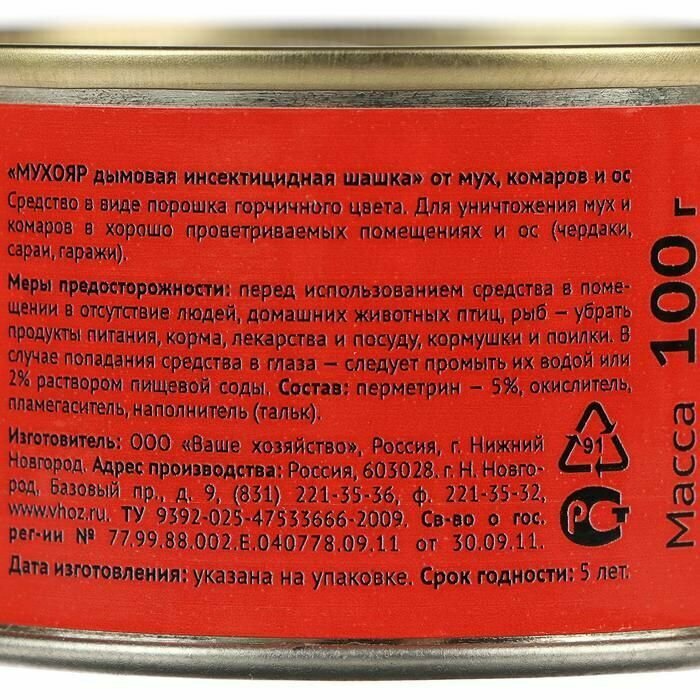 «МУХОЯР дымовая инсектицидная шашка» от мух, комаров и ос
Средство в виде порошка горчичного цвета. Для уничтожения мух и
комаров в хорошо проветриваемых помещениях и ос (чердаки,
сараи, гаражи).
Меры предосторожности: перед использованием средства в поме-
щении в отсутствие людей, домашних животных птиц, рыб – убрать
продукты питания, корма, лекарства и посуду, кормушки и поилки. В
случае попадания средства в глаза – следует промыть их водой или
2% раствором пищевой соды. Состав: перметрин – 5%, окислитель,
пламегаситель, наполнитель (тальк).
Изготовитель: ООО «Ваше хозяйство», Россия, г. Нижний
Новгород. Адрес производства: Россия, 603028. г. Н. Новго-
род, Базовый пр., д. 9, (831) 221-35-36, ф. 221-35-32,
www.vhoz.ru. ТУ 9392-025-47533666-2009. Св-во о гос.
рег-ии № 77.99.88.002.Е.040778.09.11 от 30.09.11.
Дата изготовления: указана на упаковке. Срок годности: 5 лет.
91
РСТ
Масса 100 г